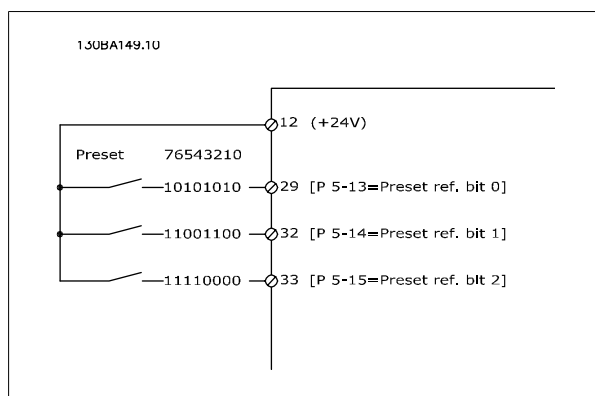 130BA149.10
12 (+24V)
Preset 76543210
10101010 29 [P 5-13=Preset ref. bit 0]
11001100 32 [P 5-14=Preset ref. bit 1]
11110000 33 [P 5-15=Preset ref. bit 2]